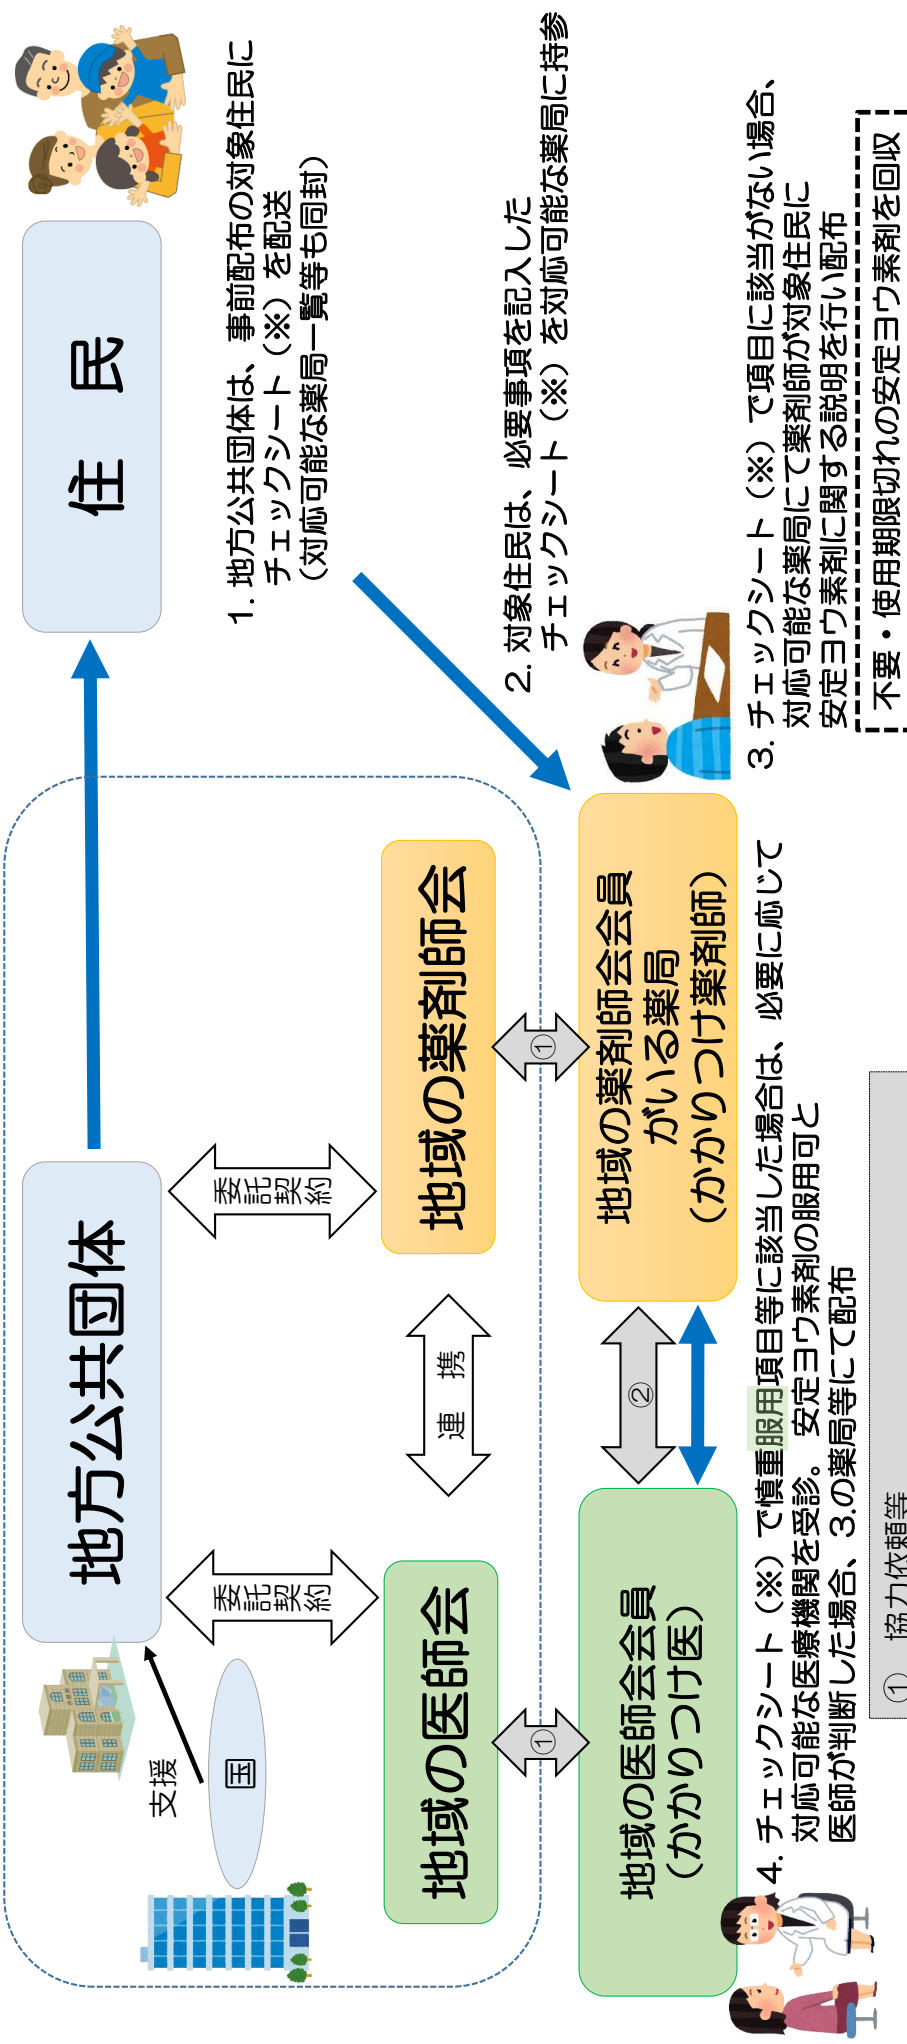 住　民
1. 地方公共団体は、事前配布の対象住民に
チェックシート（※）を配送
（対応可能な薬局一覧等も同封）
2. 対象住民は、必要事項を記入した
チェックシート（※）を対応可能な薬局に持参
3. チェックシート（※）で項目に該当がない場合、
対応可能な薬局にて薬剤師が対象住民に
安定ヨウ素剤に関する説明を行い配布
不要・使用期限切れの安定ヨウ素剤を回収
地方公共団体
支援
国
委託
契約
委託
契約
地域の医師会
連　携
地域の薬剤師会
①
①
地域の医師会会員
（かかりつけ医）
②
地域の薬剤師会会員
がいる薬局
（かかりつけ薬剤師）
4. チェックシート（※）で慎重服用項目等に該当した場合は、必要に応じて
対応可能な医療機関を受診。安定ヨウ素剤の服用可と
医師が判断した場合、3.の薬局等にて配布
①　協力依頼等